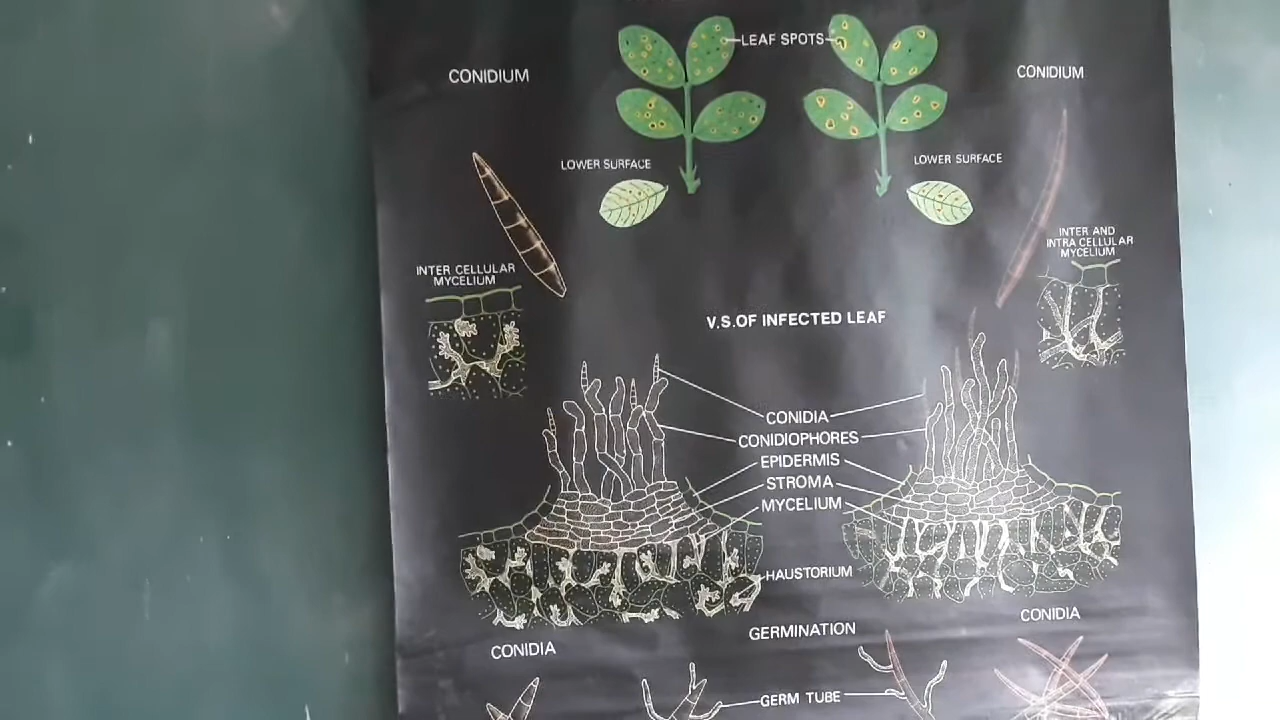 LEAF SPOTS
CONIDIUM
CONIDIUM
LOWER SURFACE
LOWER SURFACE
INTER CELLULAR
MYCELIUM
INTER AND
INTRA CELLULAR
MYCELIUM
V.S.OF INFECTED LEAF
CONIDIA
CONIDIOPHORES
EPIDERMIS
STROMA
MYCELIUM
HAUSTORIUM
CONIDIA
GERMINATION
CONIDIA
GERM TUBE